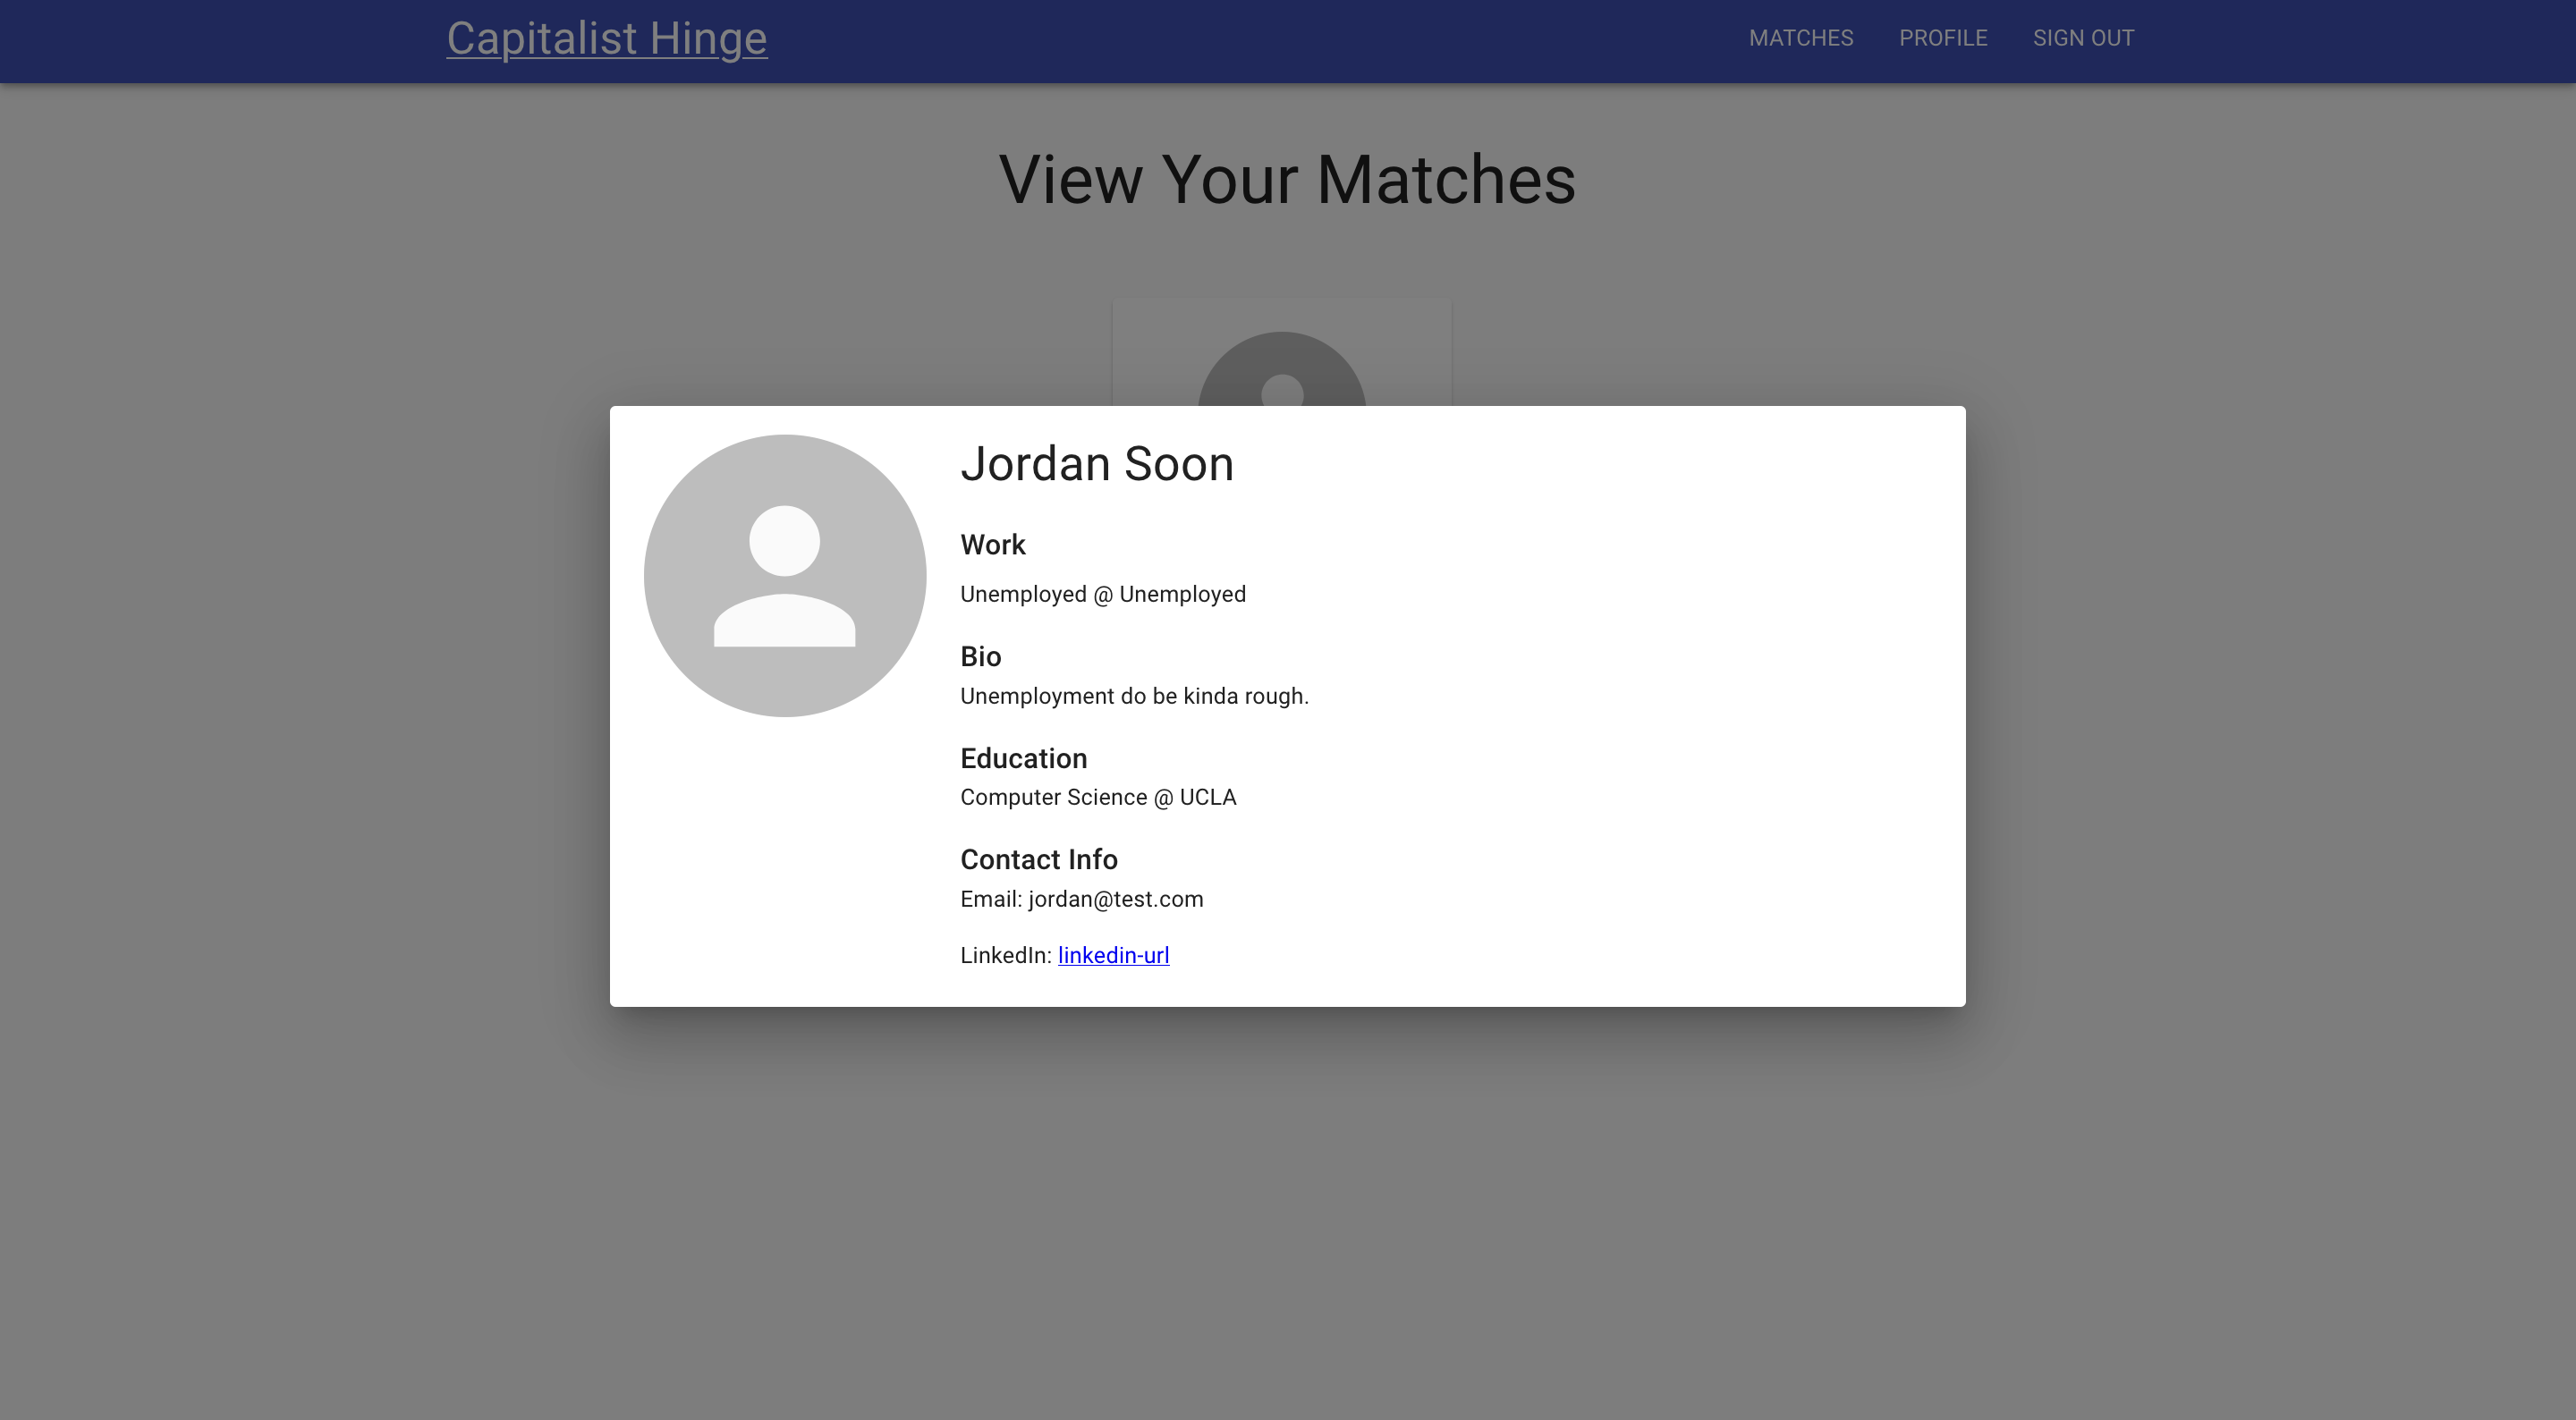 Capitalist Hinge
MATCHES PROFILE SIGN OUT
View Your Matches
Jordan Soon
Work
Unemployed @ Unemployed
Bio
Unemployment do be kinda rough.
Education
Computer Science @ UCLA
Contact Info
Email: jordan@test.com
LinkedIn: linkedin-url